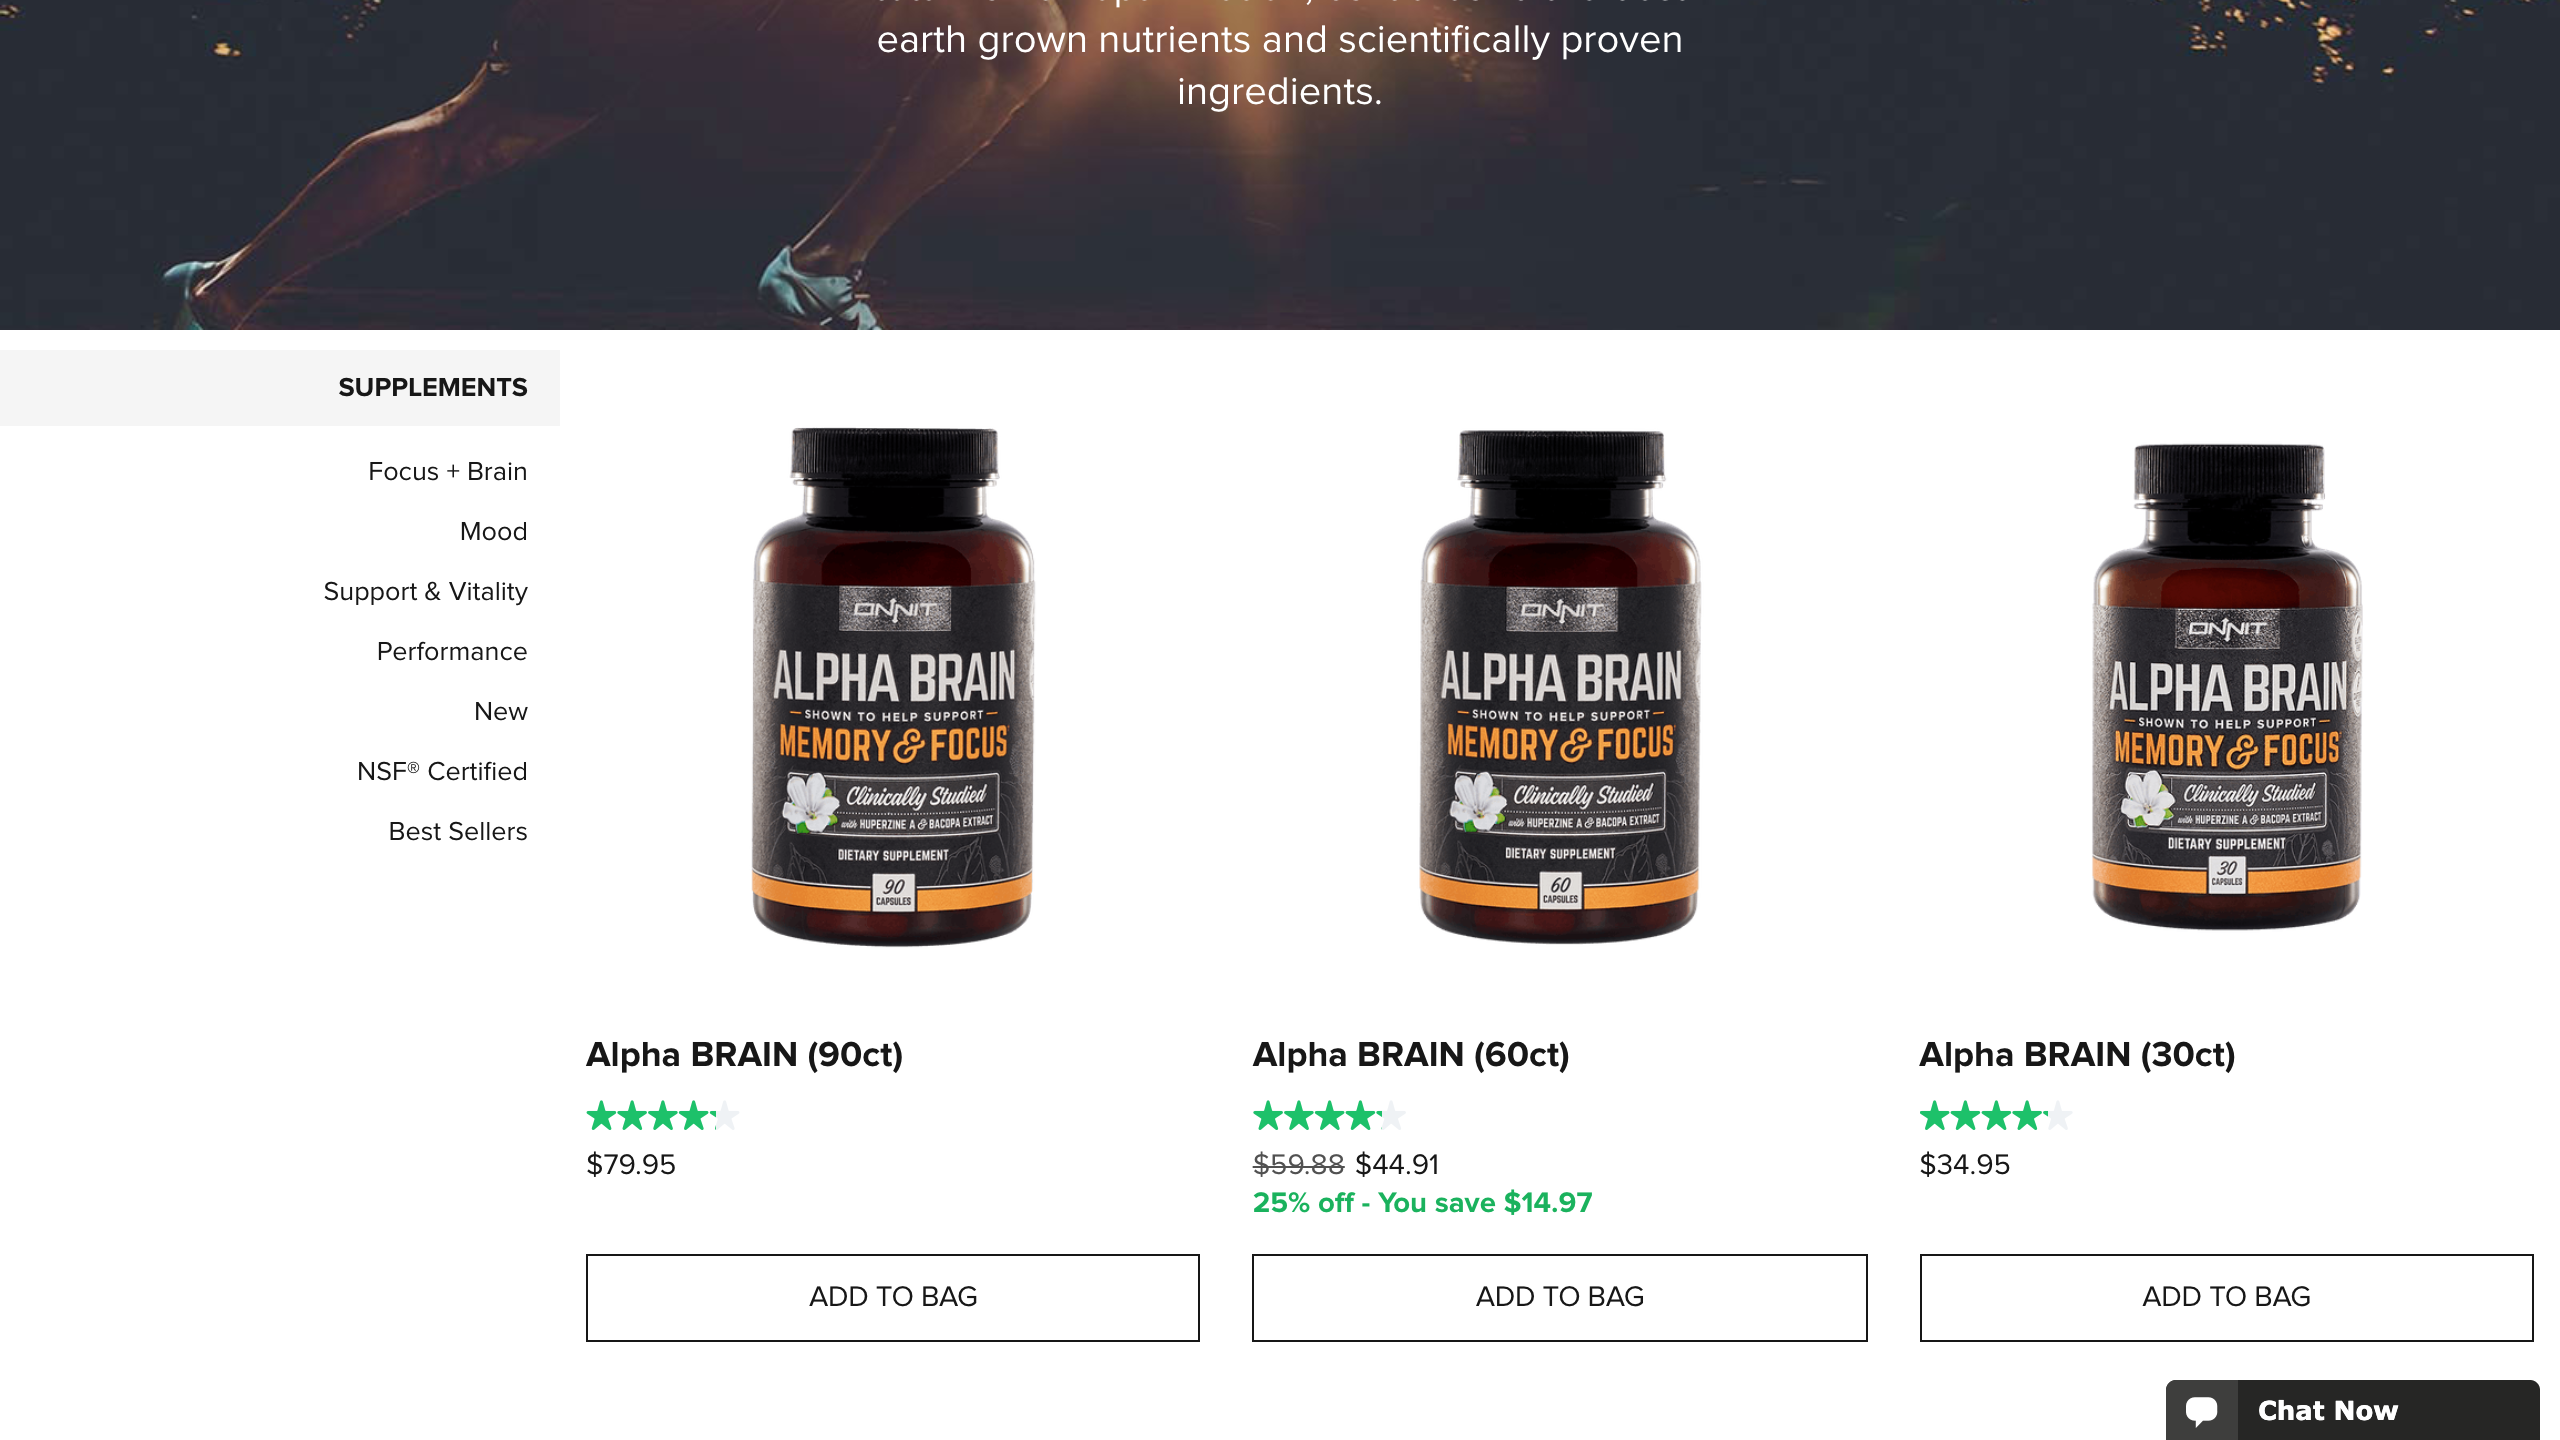 earth grown nutrients and scientifically proven
ingredients.
SUPPLEMENTS
Focus + Brain
Mood
Support & Vitality
Performance
New
NSF® Certified
Best Sellers
ONNIT
ALPHA BRAIN
SHOWN TO HELP SUPPORT
MEMORY & FOCUS
Clinically Studied
with HUPERZINE A & BACOPA EXTRACT
DIETARY SUPPLEMENT
90
CAPSULES
Alpha BRAIN (90ct)
$79.95
ADD TO BAG
ONNIT
ALPHA BRAIN
SHOWN TO HELP SUPPORT
MEMORY & FOCUS
Clinically Studied
with HUPERZINE A & BACOPA EXTRACT
DIETARY SUPPLEMENT
60
CAPSULES
Alpha BRAIN (60ct)
$59.88 $44.91
25% off - You save $14.97
ADD TO BAG
ONNIT
ALPHA BRAIN
SHOWN TO HELP SUPPORT
MEMORY & FOCUS
Clinically Studied
with HUPERZINE A & BACOPA EXTRACT
DIETARY SUPPLEMENT
30
CAPSULES
Alpha BRAIN (30ct)
$34.95
ADD TO BAG
Chat Now